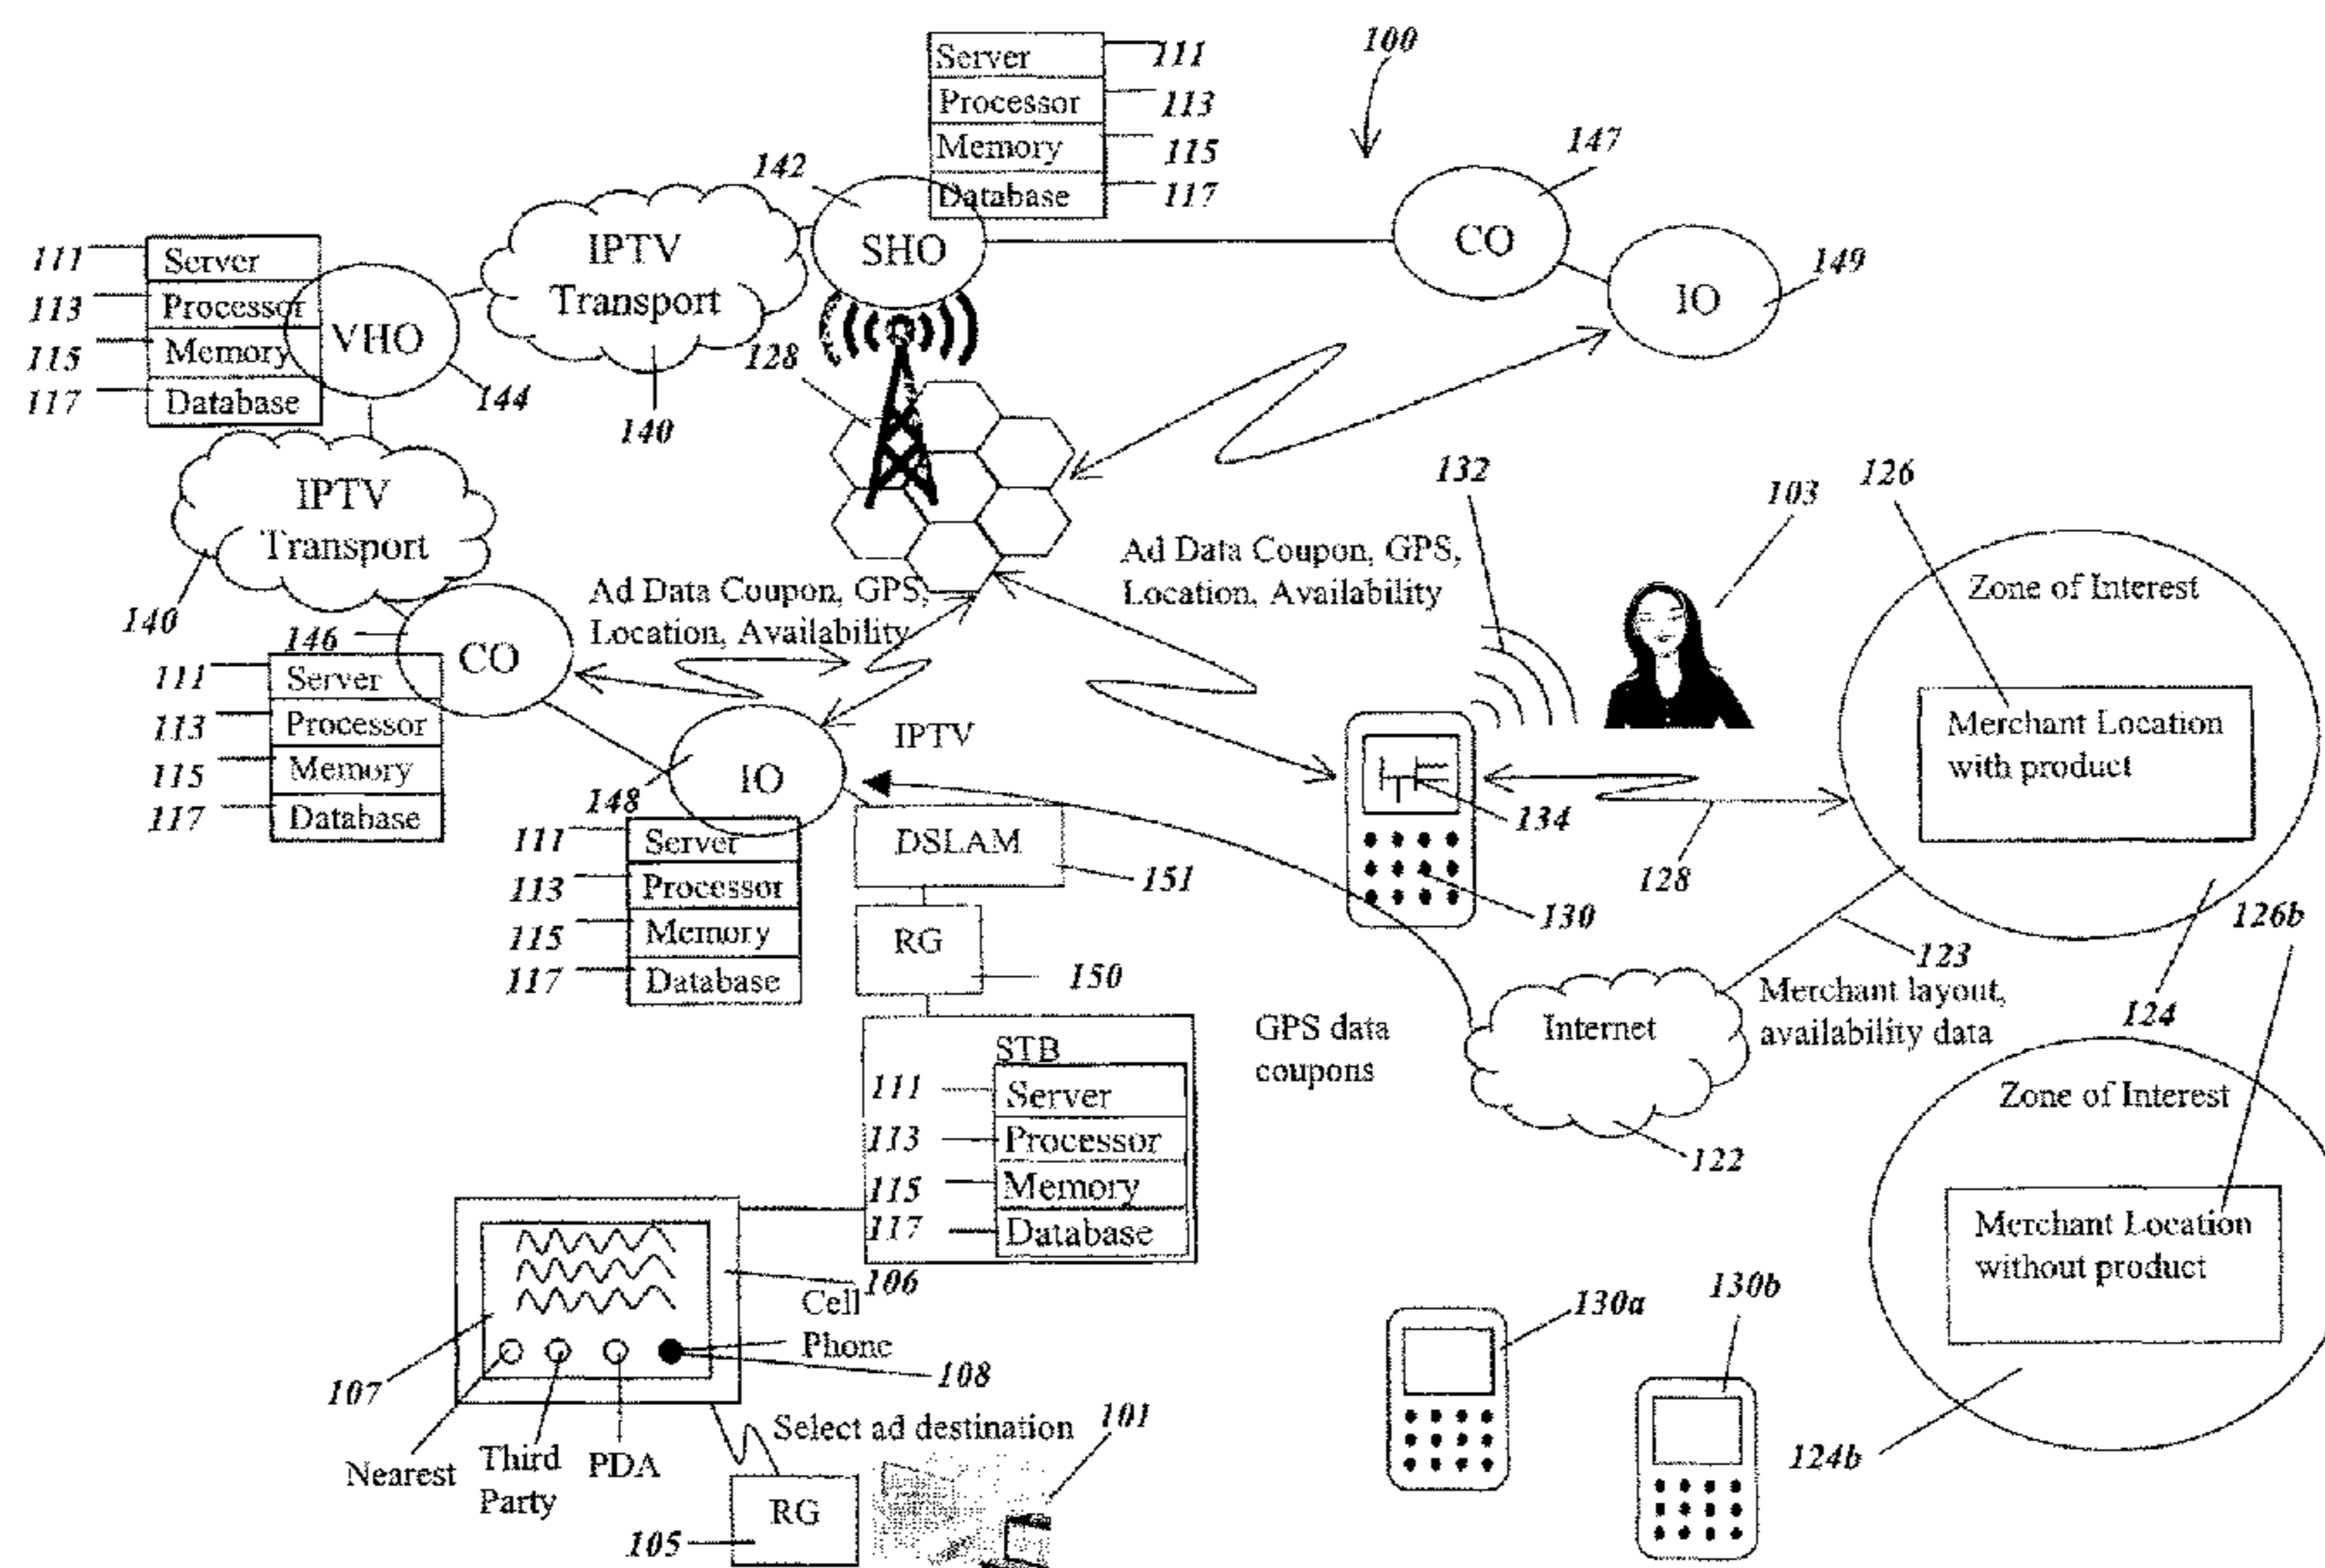 Server 111
Processor 113
Memory 115
Database 117
100
147
CO
149
IO
142
SHO
IPTV
Transport
140
111 Server
113 Processor
115 Memory
117 Database
VHO
144
128
IPTV
Transport
140
146
CO
111 Server
113 Processor
115 Memory
117 Database
Ad Data Coupon, GPS,
Location, Availability
Ad Data Coupon, GPS,
Location, Availability
132
103
126
Zone of Interest
Merchant Location
with product
134
130
128
123
124
126b
148
IO
IPTV
111 Server
113 Processor
115 Memory
117 Database
DSLAM
151
RG
150
STB
111 Server
113 Processor
115 Memory
117 Database
GPS data
coupons
Internet
122
Merchant layout,
availability data
Zone of Interest
Merchant Location
without product
124b
130a
130b
106
Cell
Phone
107
108
Nearest
Third
Party
PDA
Select ad destination
101
RG
105